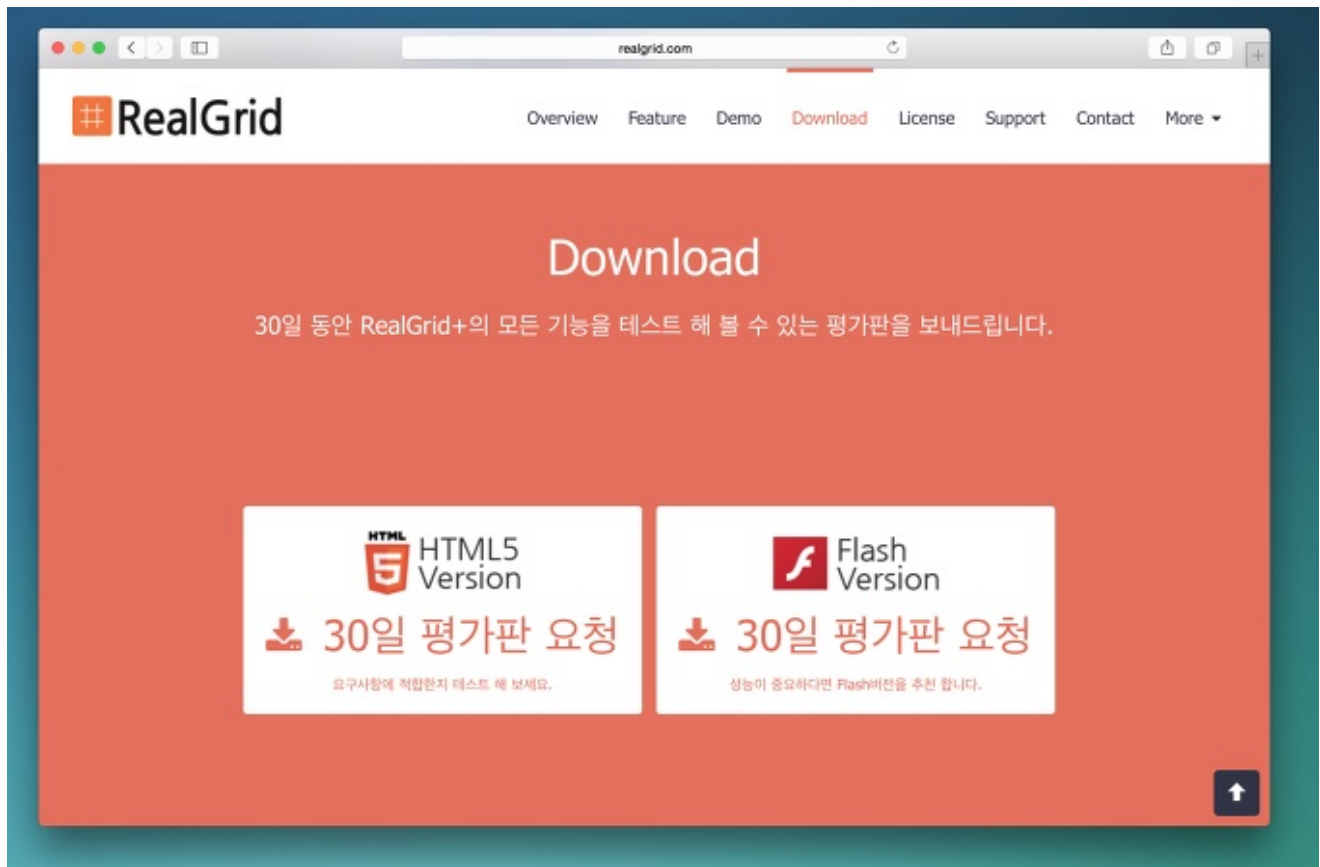 realgrid.com
RealGrid
Overview Feature Demo Download License Support Contact More
Download
30일 동안 RealGrid+의 모든 기능을 테스트 해 볼 수 있는 평가판을 보내드립니다.
HTML
5
HTML5
Version
30일 평가판 요청
요구사항에 적합한지 테스트 해 보세요.
Flash
Version
30일 평가판 요청
성능이 중요하다면 Flash버전을 추천 합니다.